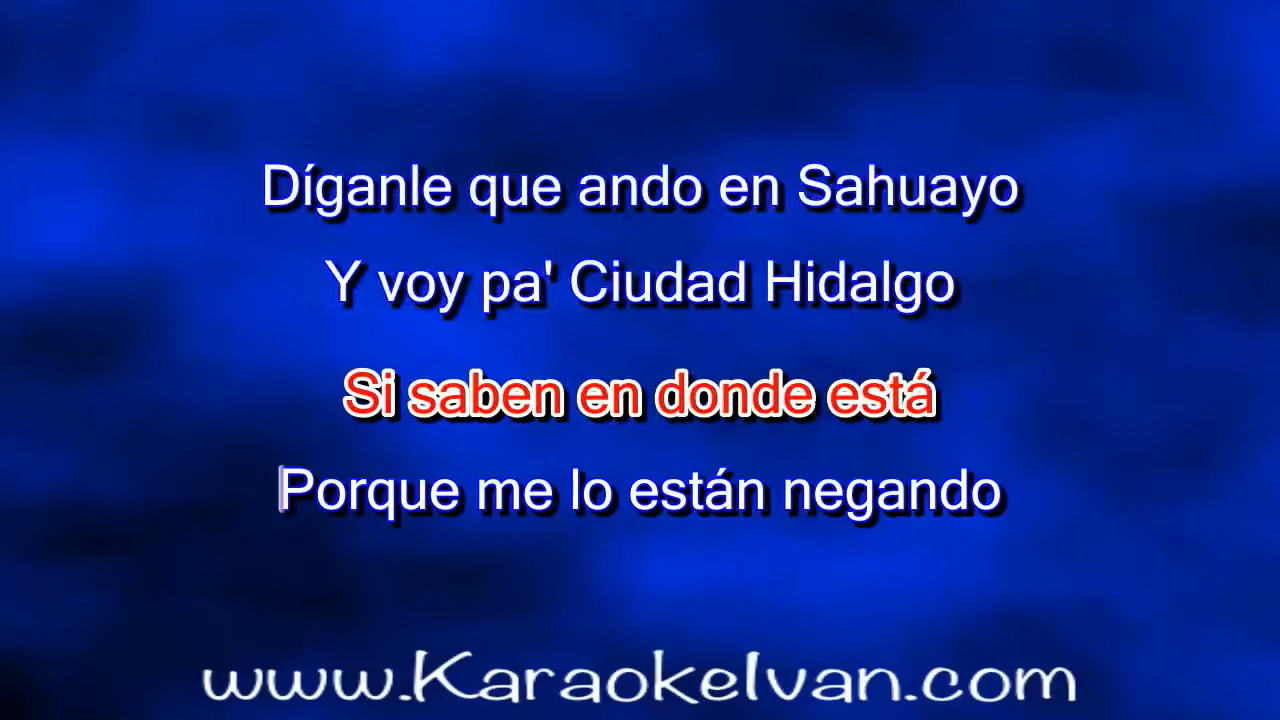 Díganle que ando en Sahuayo
Y voy pa' Ciudad Hidalgo
Si saben en donde está
Porque me lo están negando
www.KaraokeIvan.com